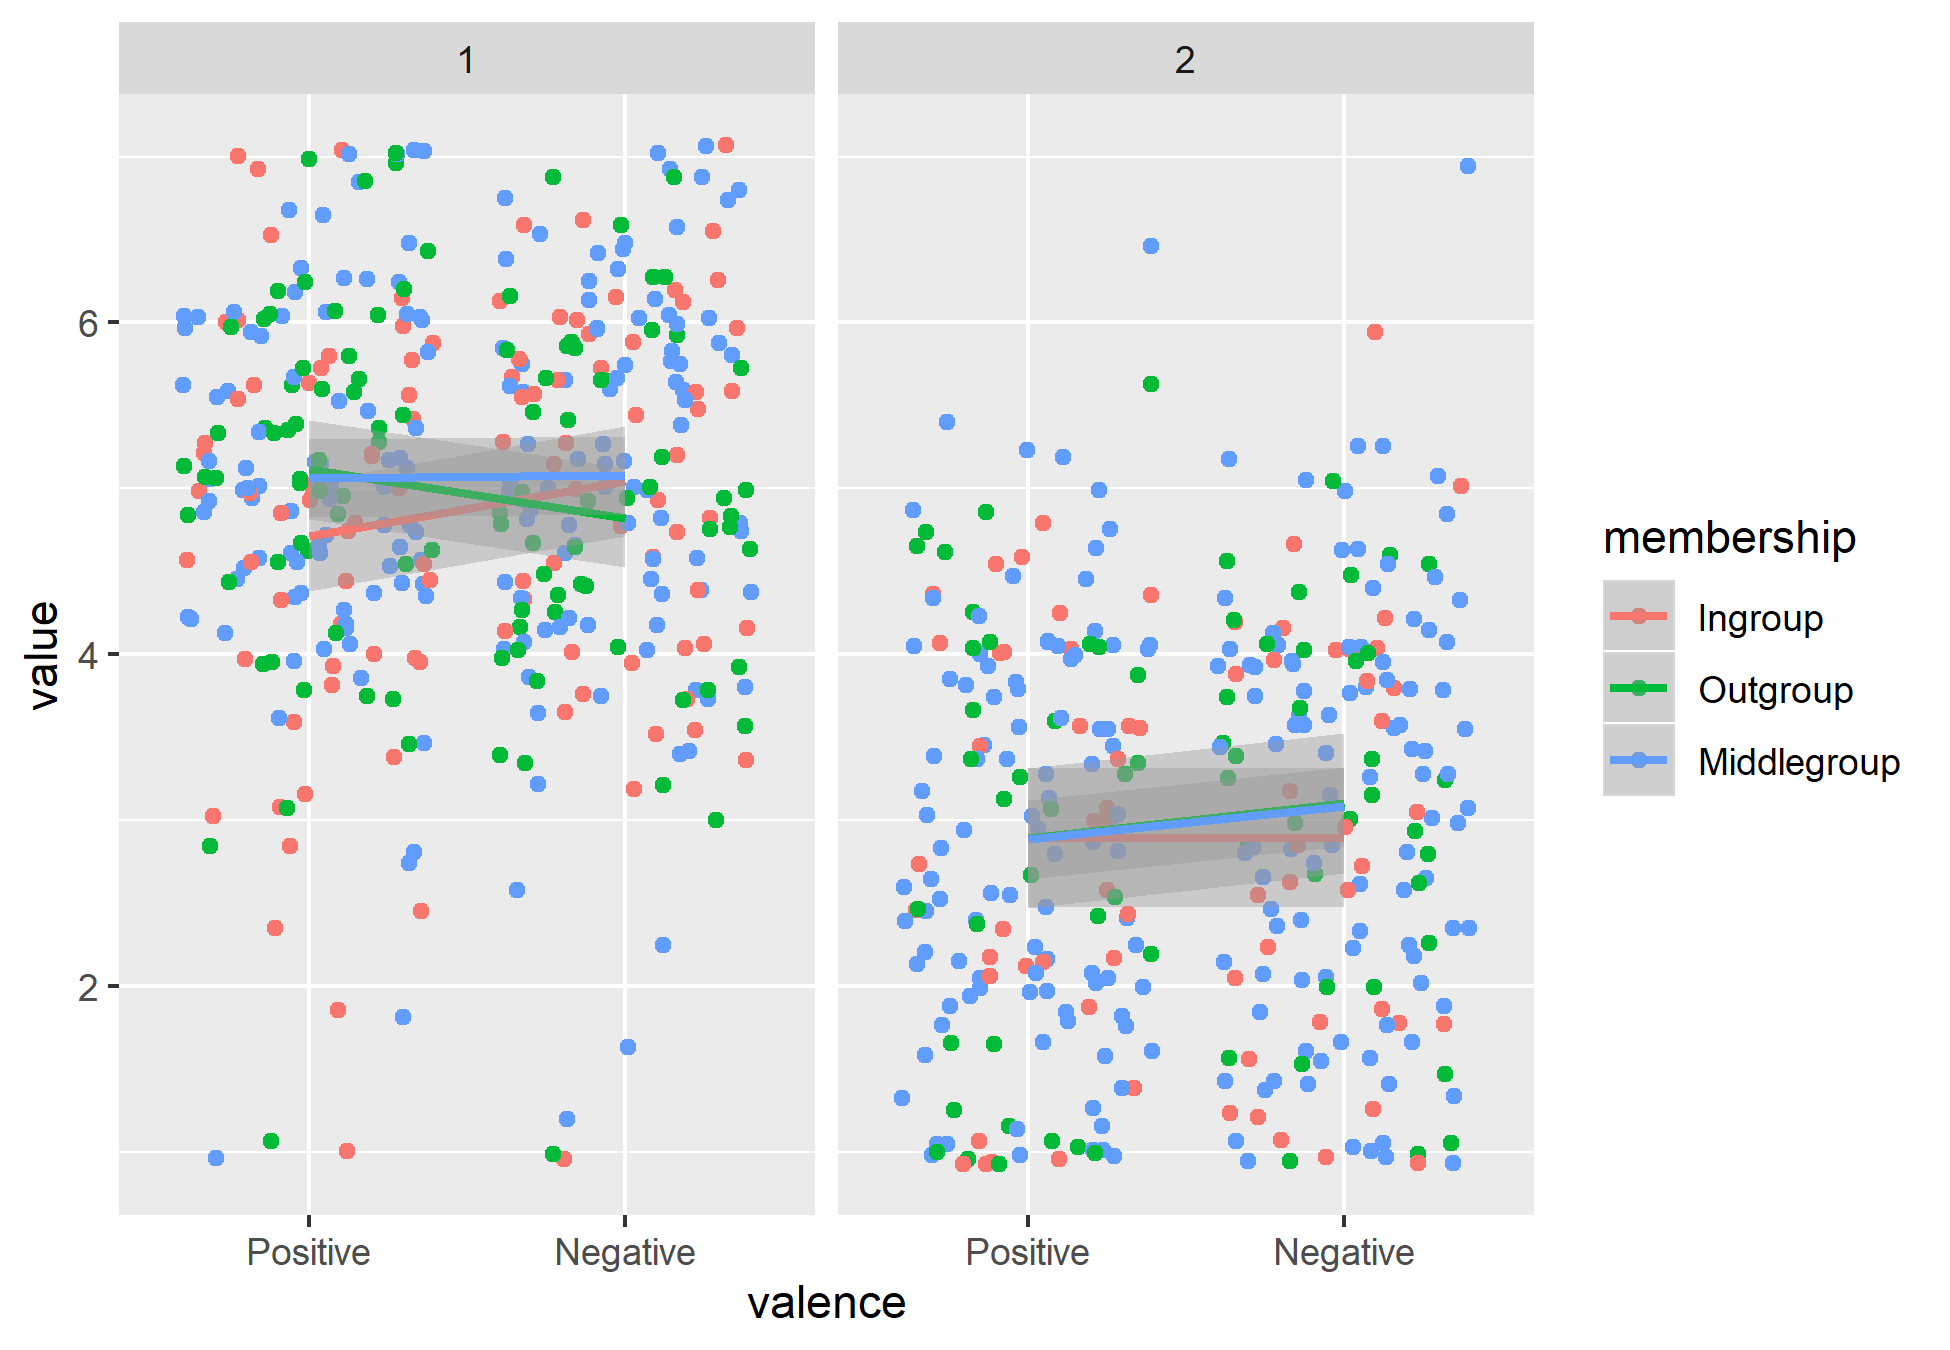 1
2
6
4
2
value
Positive
Negative
Positive
Negative
valence
membership
Ingroup
Outgroup
Middlegroup